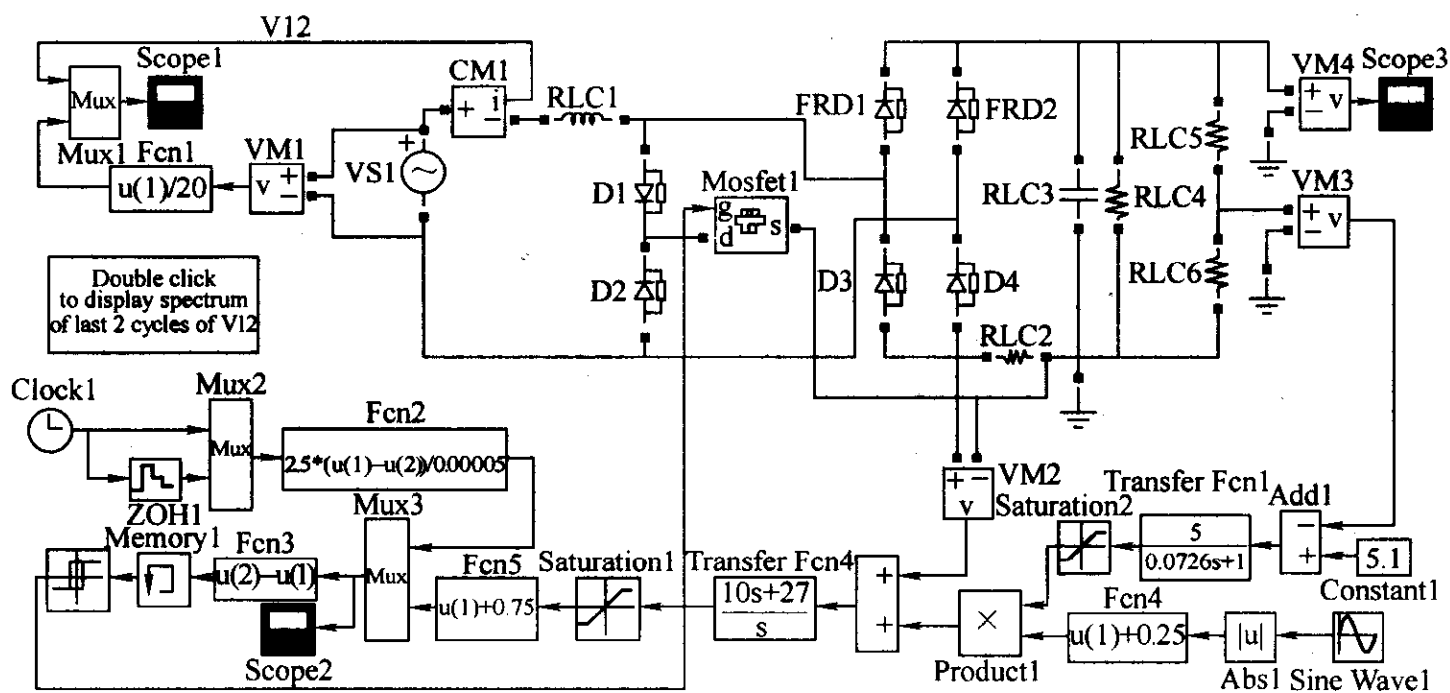 V12
Scope1
Mux
Mux1
Fcn1
u(1)/20
VM1
v
+
−
+
VS1
CM1
+
i
−
RLC1
D1
D2
Mosfet1
g
d
s
FRD1
FRD2
D3
D4
RLC2
RLC3
RLC4
RLC5
RLC6
VM4
+
−
v
Scope3
VM3
+
−
v
Double click
to display spectrum
of last 2 cycles of V12
Clock1
Mux2
Mux
ZOH1
Fcn2
2.5*(u(1)−u(2))/0.00005
Mux3
Mux
Memory1
Fcn3
u(2)−u(1)
Scope2
Fcn5
u(1)+0.75
Saturation1
Transfer Fcn4
10s+27
s
+
+
VM2
+
−
v
Saturation2
Transfer Fcn1
5
0.0726s+1
Add1
−
+
5.1
Constant1
×
Product1
Fcn4
u(1)+0.25
|u|
Abs1
Sine Wave1